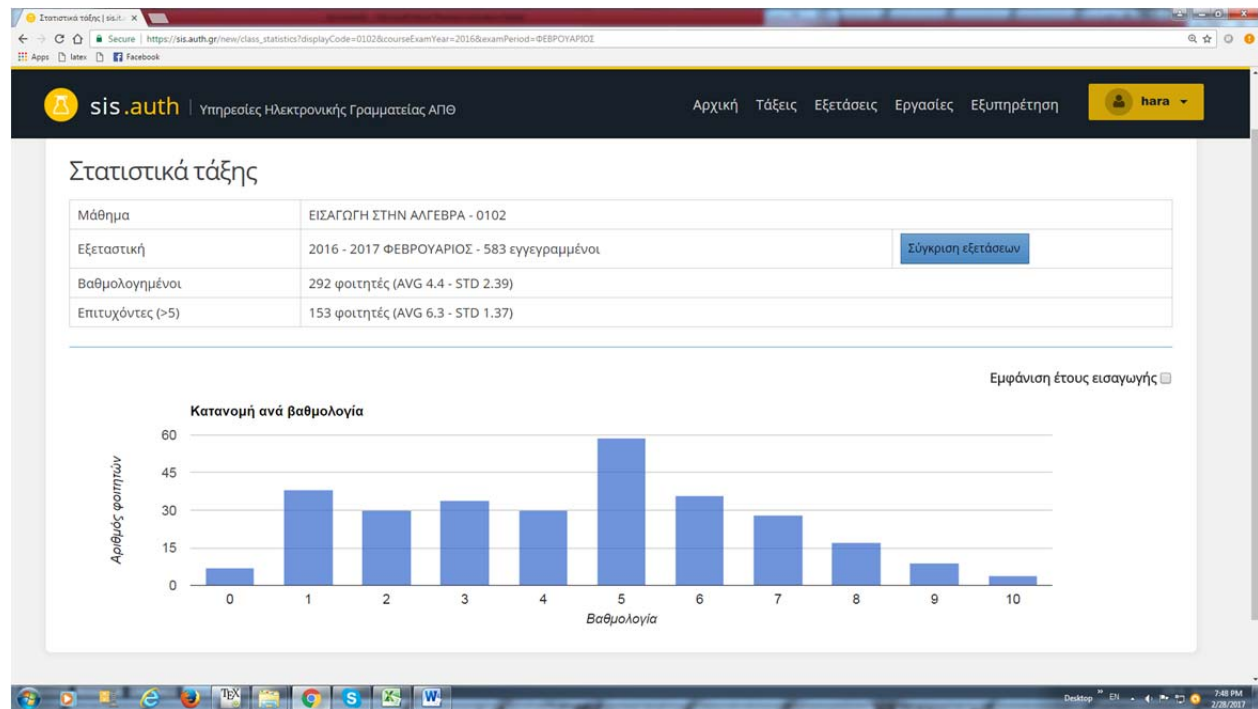 Στατιστικά τάξης | sis.it...
Secure | https://sis.auth.gr/new/class_statistics?displayCode=0102&courseExamYear=2016&examPeriod=ΦΕΒΡΟΥΑΡΙΟΣ
Apps latex Facebook
sis.auth | Υπηρεσίες Ηλεκτρονικής Γραμματείας ΑΠΘ Αρχική Τάξεις Εξετάσεις Εργασίες Εξυπηρέτηση hara
Στατιστικά τάξης
Μάθημα ΕΙΣΑΓΩΓΗ ΣΤΗΝ ΑΛΓΕΒΡΑ - 0102
Εξεταστική 2016 - 2017 ΦΕΒΡΟΥΑΡΙΟΣ - 583 εγγεγραμμένοι Σύγκριση εξετάσεων
Βαθμολογημένοι 292 φοιτητές (AVG 4.4 - STD 2.39)
Επιτυχόντες (>5) 153 φοιτητές (AVG 6.3 - STD 1.37)
Εμφάνιση έτους εισαγωγής
Κατανομή ανά βαθμολογία
Αριθμός φοιτητών
60
45
30
15
0
0 1 2 3 4 5 6 7 8 9 10
Βαθμολογία
TEX S W Desktop » EN 7:48 PM
2/28/2017